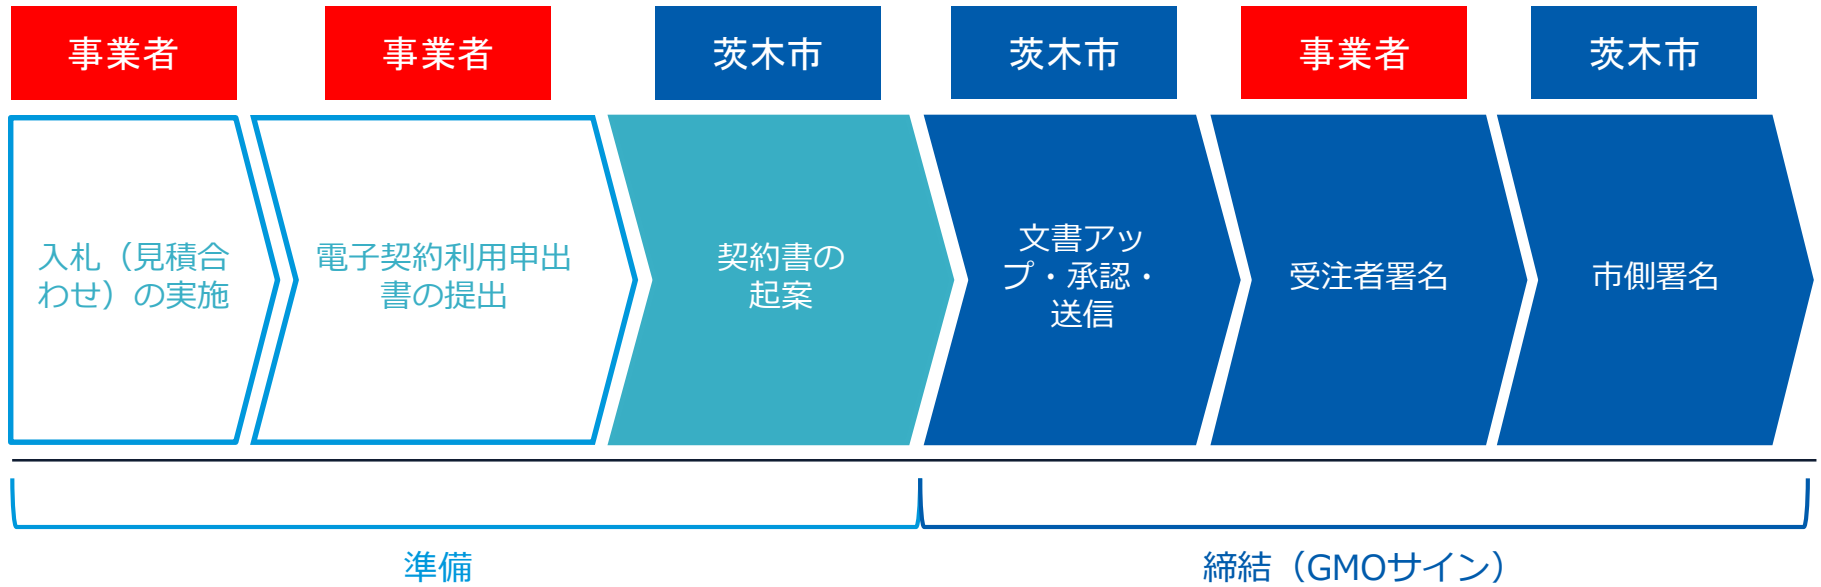 事業者
事業者
茨木市
茨木市
事業者
茨木市
入札（見積合
わせ）の実施
電子契約利用申出
書の提出
契約書の
起案
文書アッ
プ・承認・
送信
受注者署名
市側署名
準備
締結（GMOサイン）